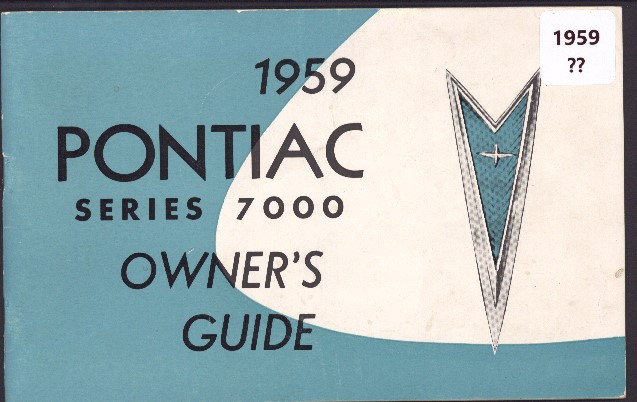 1959
??
1959
PONTIAC
SERIES 7000
OWNER'S
GUIDE